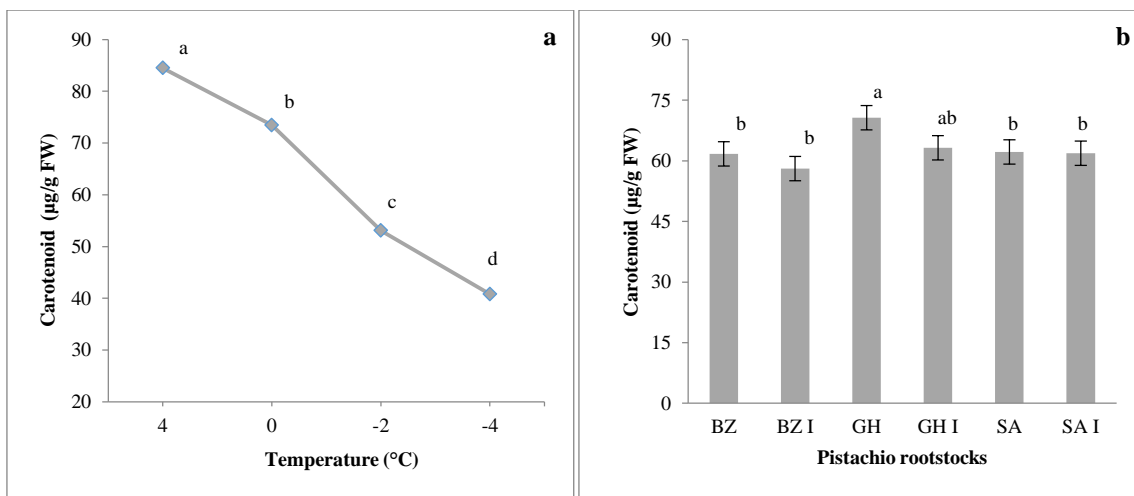 a
90
80
70
60
50
40
30
20
Carotenoid (µg/g FW)
a
b
c
d
4 0 -2 -4
Temperature (°C)
b
90
75
60
45
30
15
0
Carotenoid (µg/g FW)
b b a ab b b
BZ BZ I GH GH I SA SA I
Pistachio rootstocks